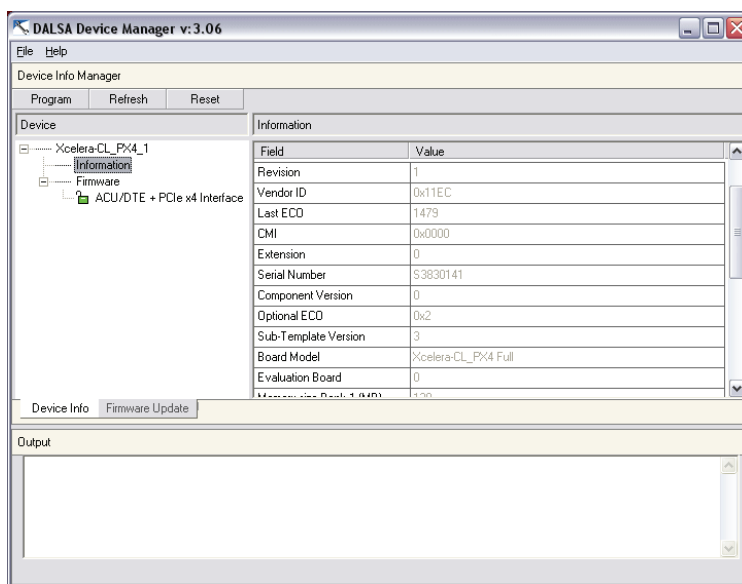 DALSA Device Manager v:3.06
File Help
Device Info Manager
Program Refresh Reset
Device
Information
Xcelera-CL_PX4_1
Information
Firmware
ACU/DTE + PCIe x4 Interface
Field Value
Revision 1
Vendor ID 0x11EC
Last ECO 1479
CMI 0x0000
Extension 0
Serial Number S3830141
Component Version 0
Optional ECO 0x2
Sub-Template Version 3
Board Model Xcelera-CL_PX4 Full
Evaluation Board 0
Device Info Firmware Update
Output